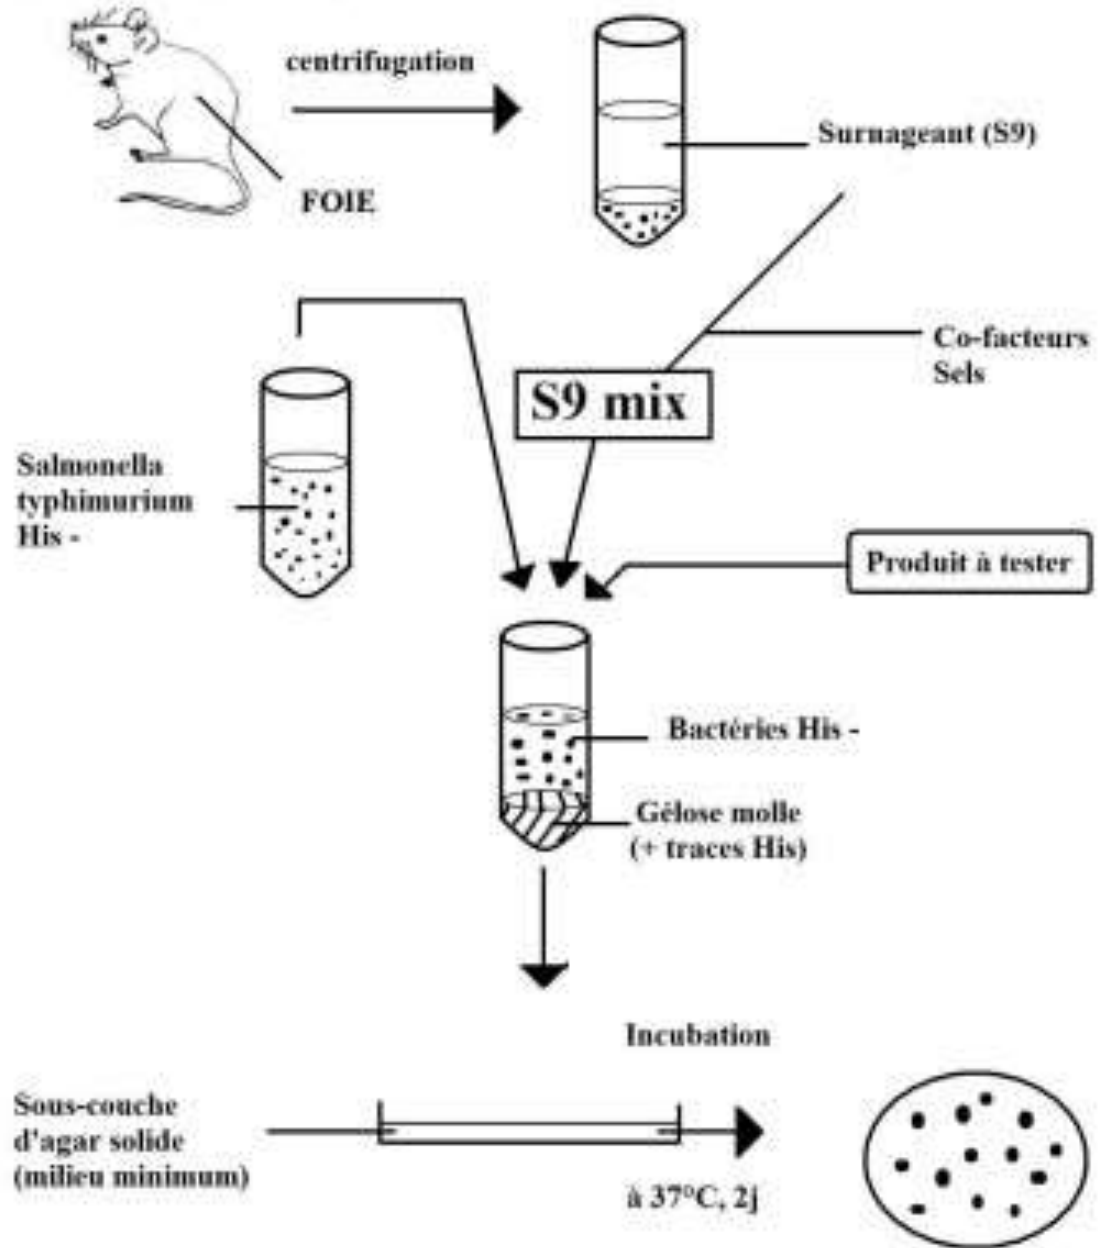 centrifugation
Surnageant (S9)
FOIE
Co-facteurs
Sels
S9 mix
Salmonella
typhimurium
His -
Produit à tester
Bactéries His -
Gélose molle
(+ traces His)
Incubation
Sous-couche
d'agar solide
(milieu minimum)
à 37°C, 2j